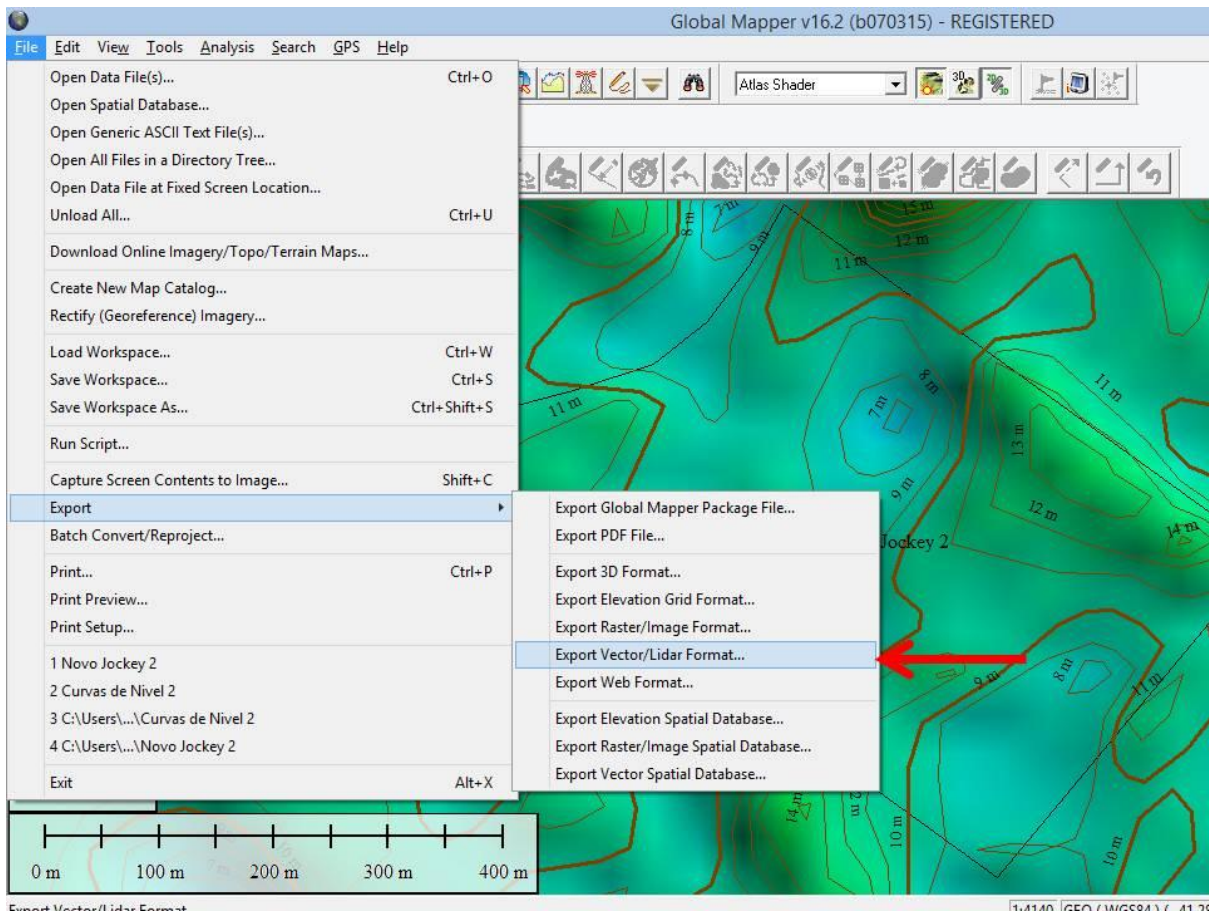 Global Mapper v16.2 (b070315) - REGISTERED
File Edit View Tools Analysis Search GPS Help
Open Data File(s)... Ctrl+O
Open Spatial Database...
Open Generic ASCII Text File(s)...
Open All Files in a Directory Tree...
Open Data File at Fixed Screen Location...
Unload All... Ctrl+U
Download Online Imagery/Topo/Terrain Maps...
Create New Map Catalog...
Rectify (Georeference) Imagery...
Load Workspace... Ctrl+W
Save Workspace... Ctrl+S
Save Workspace As... Ctrl+Shift+S
Run Script...
Capture Screen Contents to Image... Shift+C
Export
Batch Convert/Reproject...
Print... Ctrl+P
Print Preview...
Print Setup...
1 Novo Jockey 2
2 Curvas de Nivel 2
3 C:\Users\...\Curvas de Nivel 2
4 C:\Users\...\Novo Jockey 2
Exit Alt+X
Export Global Mapper Package File...
Export PDF File...
Export 3D Format...
Export Elevation Grid Format...
Export Raster/Image Format...
Export Vector/Lidar Format...
Export Web Format...
Export Elevation Spatial Database...
Export Raster/Image Spatial Database...
Export Vector Spatial Database...
Atlas Shader
3D
8 m
7 m
9 m
15 m
12 m
11 m
11 m
8 m
7 m
11 m
13 m
9 m
12 m
14 m
Jockey 2
9 m
8 m
11 m
14 m
2 m
10 m
10 m
0 m 100 m 200 m 300 m 400 m
Export Vector/Lidar Format
1:4140 GEO ( WGS84 ) ( -41.28